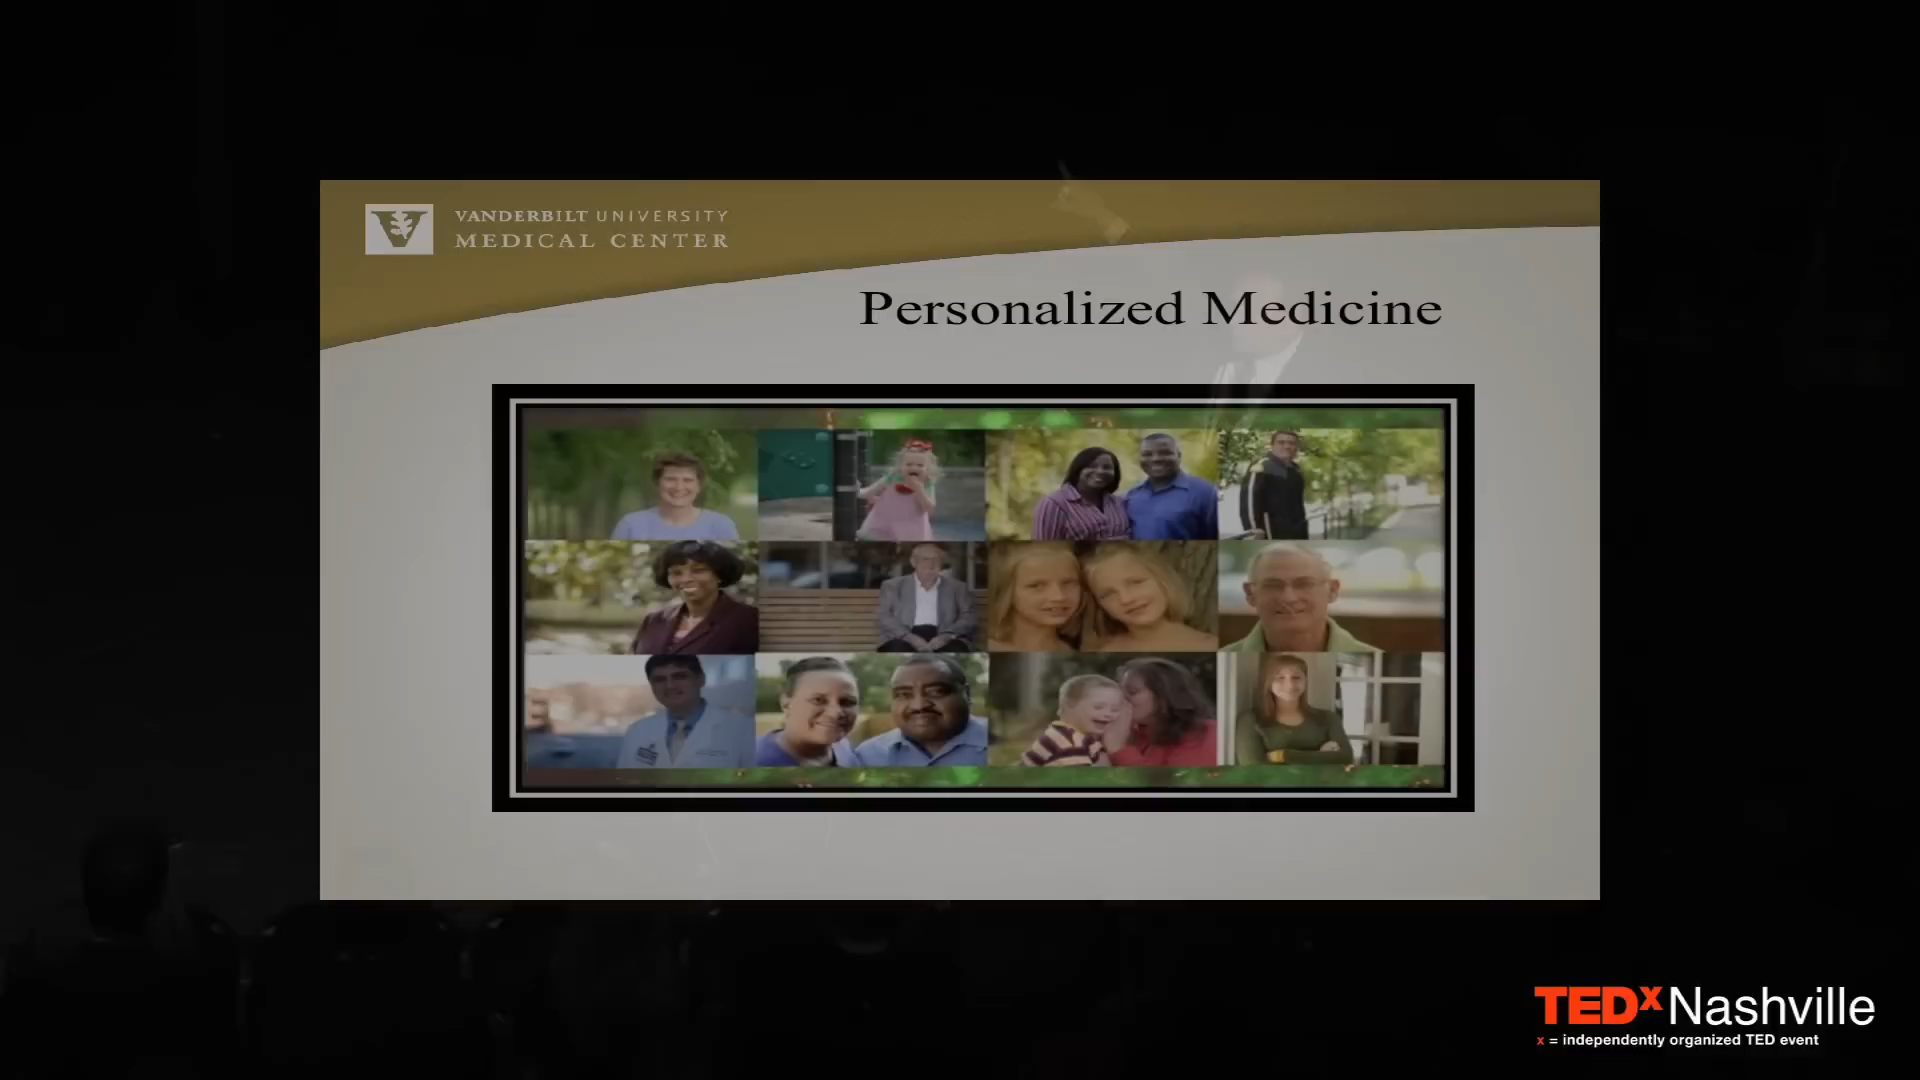 VANDERBILT UNIVERSITY
MEDICAL CENTER
Personalized Medicine
TEDxNashville
x = independently organized TED event